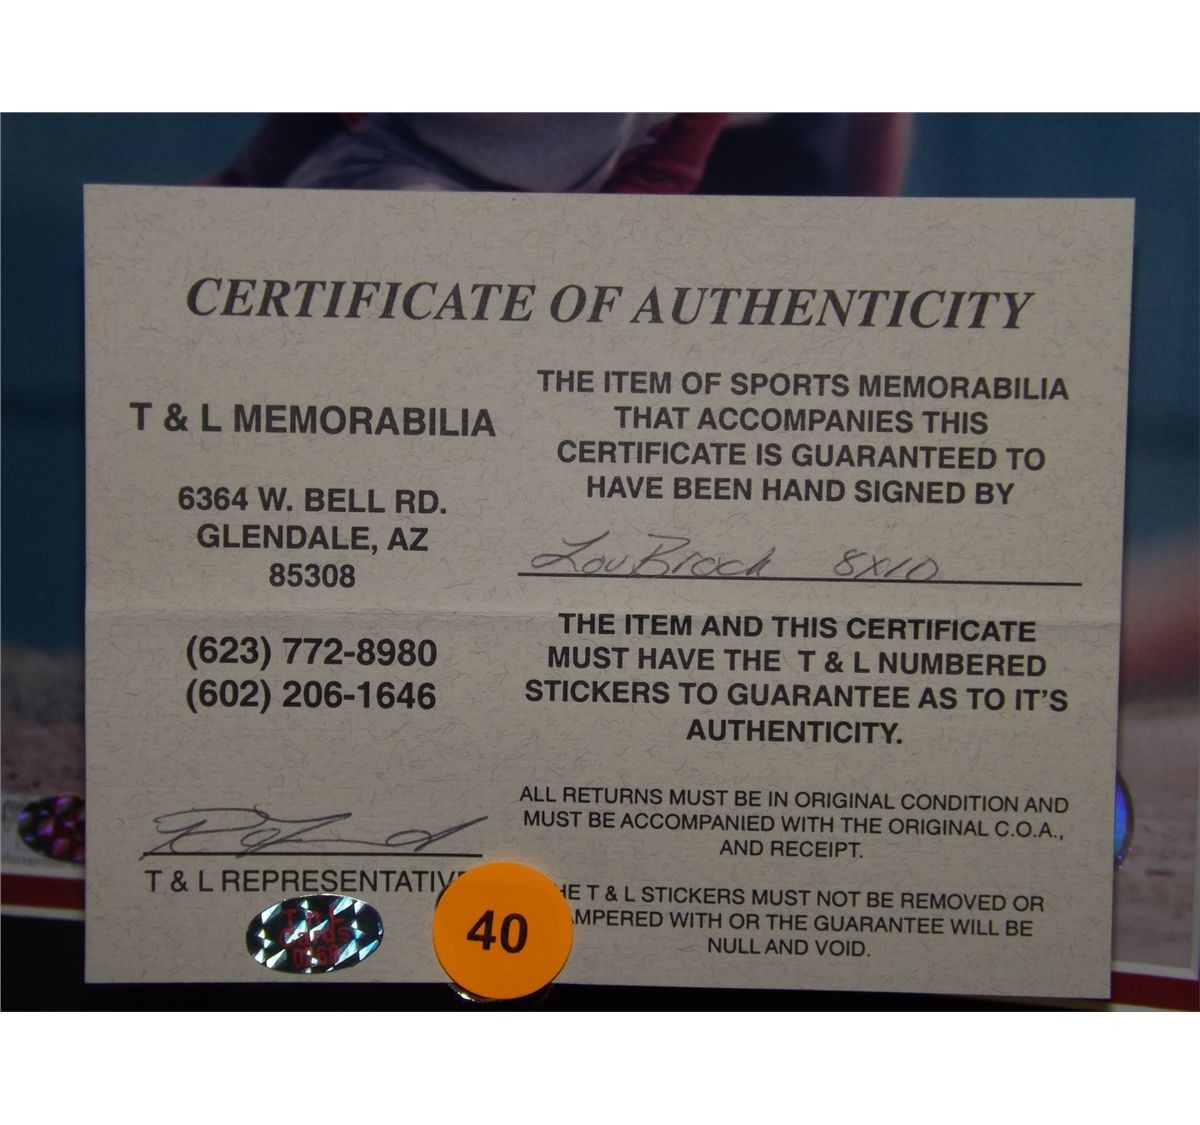 CERTIFICATE OF AUTHENTICITY
T & L MEMORABILIA
6364 W. BELL RD.
GLENDALE, AZ
85308
(623) 772-8980
(602) 206-1646
T & L REPRESENTATIV
T n L
Cards
THE ITEM OF SPORTS MEMORABILIA
THAT ACCOMPANIES THIS
CERTIFICATE IS GUARANTEED TO
HAVE BEEN HAND SIGNED BY
Lou Brock 8x10
THE ITEM AND THIS CERTIFICATE
MUST HAVE THE T & L NUMBERED
STICKERS TO GUARANTEE AS TO IT'S
AUTHENTICITY.
ALL RETURNS MUST BE IN ORIGINAL CONDITION AND
MUST BE ACCOMPANIED WITH THE ORIGINAL C.O.A.,
AND RECEIPT.
HE T & L STICKERS MUST NOT BE REMOVED OR
AMPERED WITH OR THE GUARANTEE WILL BE
NULL AND VOID.
40